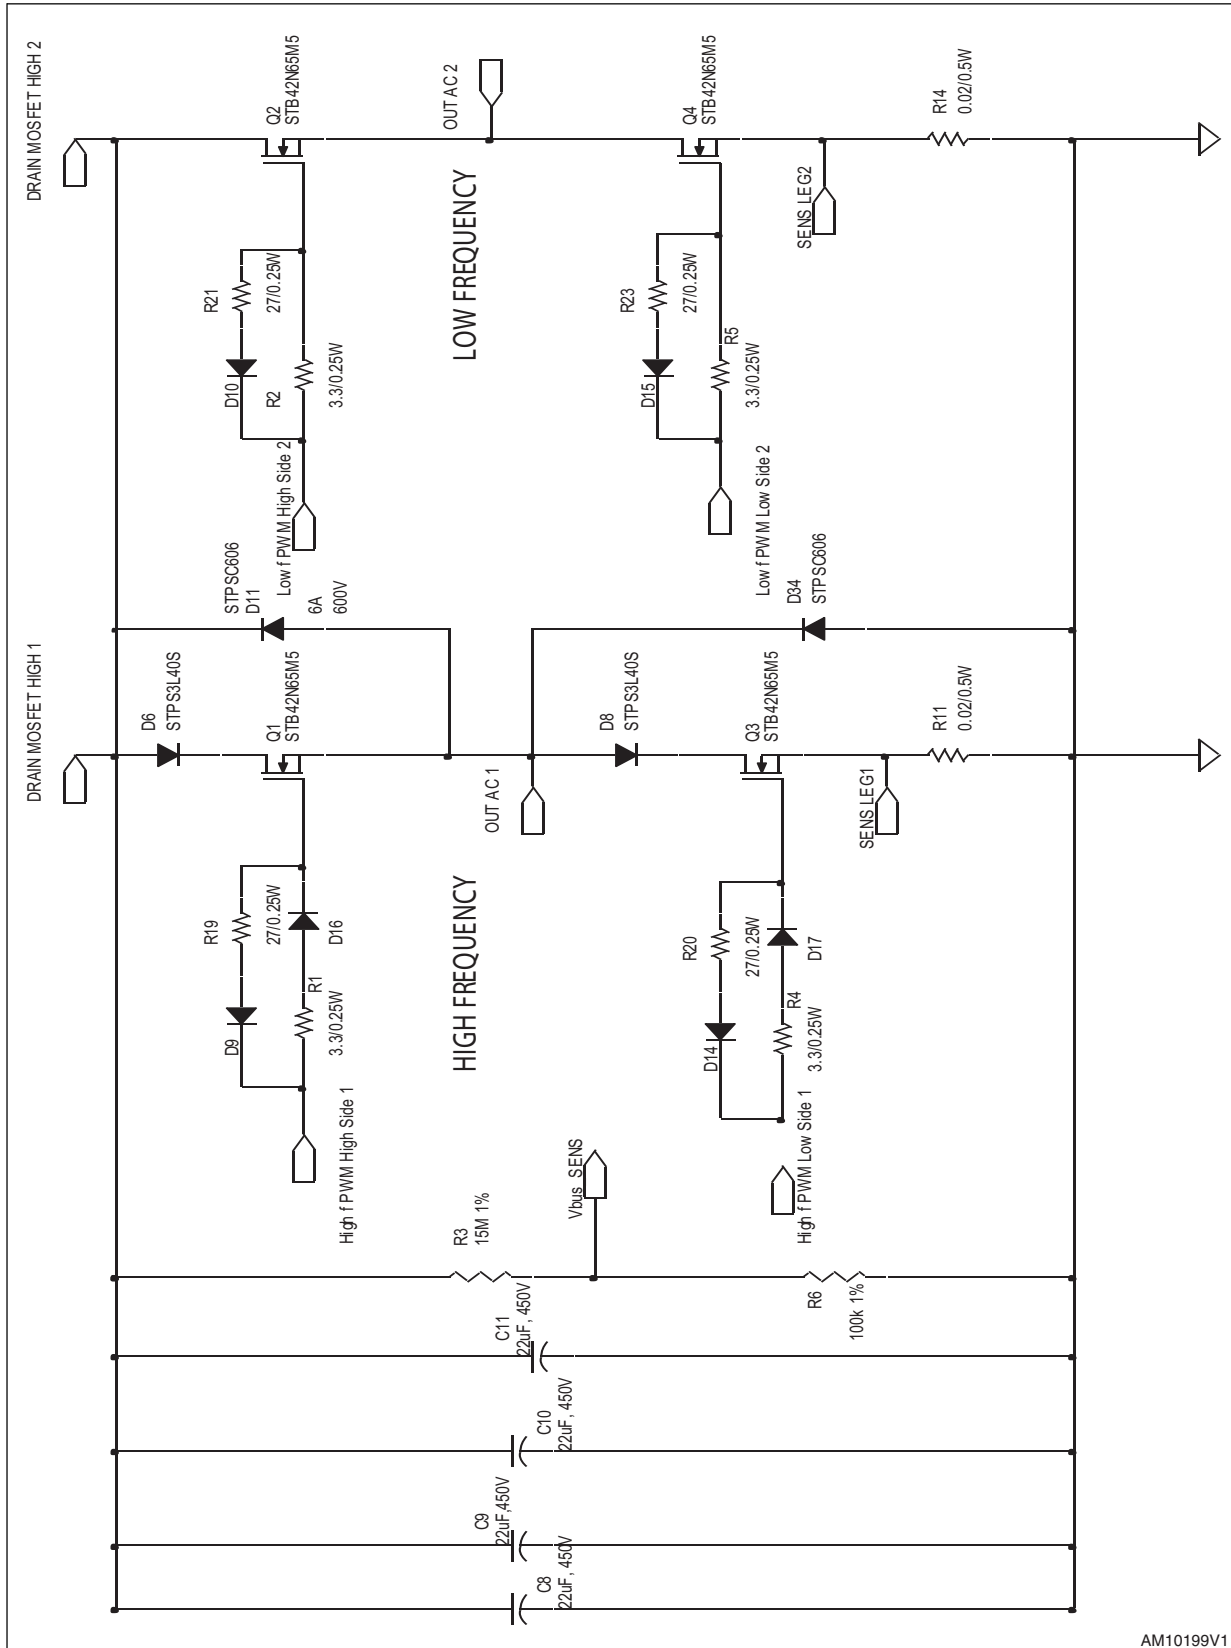 DRAIN MOSFET HIGH 1
DRAIN MOSFET HIGH 2
D6
STPS3L40S
STPSC606
D11
6A
600V
Q1
STB42N65M5
Q2
STB42N65M5
R19
27/0.25W
D9
D16
R1
3.3/0.25W
High f PWM High Side 1
R21
27/0.25W
D10
R2
3.3/0.25W
Low f PWM High Side 2
HIGH FREQUENCY
LOW FREQUENCY
OUT AC 1
OUT AC 2
R3
15M 1%
Vbus SENS
R6
100k 1%
C8
22uF, 450V
C9
22uF,450V
C10
22uF, 450V
C11
22uF, 450V
D8
STPS3L40S
Q3
STB42N65M5
Q4
STB42N65M5
R20
27/0.25W
D14
D17
R4
3.3/0.25W
High f PWM Low Side 1
R23
27/0.25W
D15
R5
3.3/0.25W
Low f PWM Low Side 2
D34
STPSC606
SENS LEG1
SENS LEG2
R11
0.02/0.5W
R14
0.02/0.5W
AM10199V1